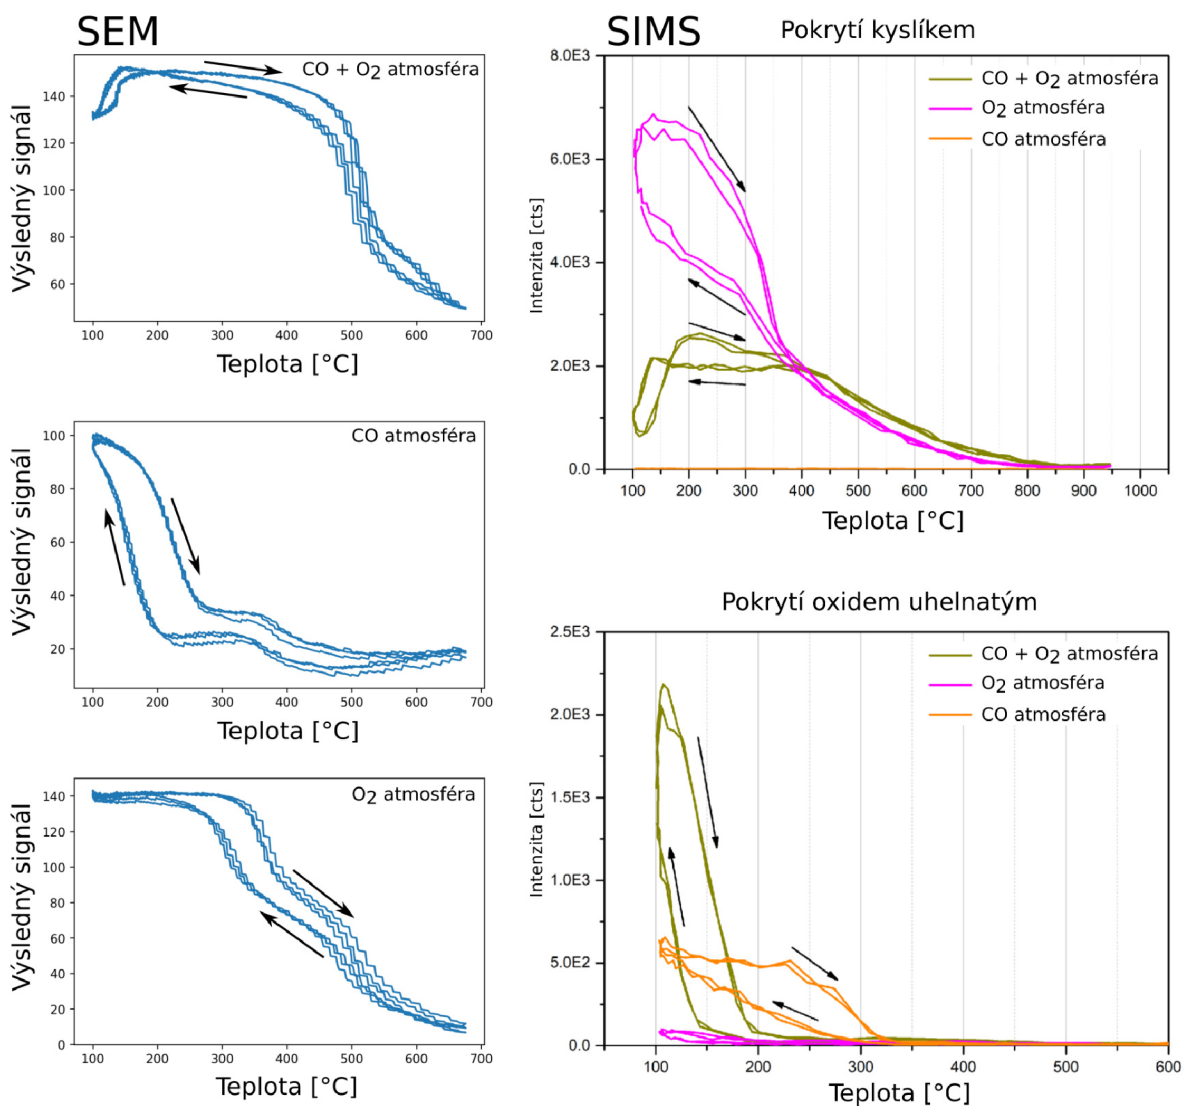 SEM
CO + O2 atmosféra
Výsledný signál
140
120
100
80
60
100 200 300 400 500 600 700
Teplota [°C]
CO atmosféra
Výsledný signál
100
80
60
40
20
100 200 300 400 500 600 700
Teplota [°C]
O2 atmosféra
Výsledný signál
140
120
100
80
60
40
20
0
100 200 300 400 500 600 700
Teplota [°C]
SIMS
Pokrytí kyslíkem
CO + O2 atmosféra
O2 atmosféra
CO atmosféra
Intenzita [cts]
8.0E3
6.0E3
4.0E3
2.0E3
0.0
100 200 300 400 500 600 700 800 900 1000
Teplota [°C]
Pokrytí oxidem uhelnatým
CO + O2 atmosféra
O2 atmosféra
CO atmosféra
Intenzita [cts]
2.5E3
2.0E3
1.5E3
1.0E3
5.0E2
0.0
100 200 300 400 500 600
Teplota [°C]